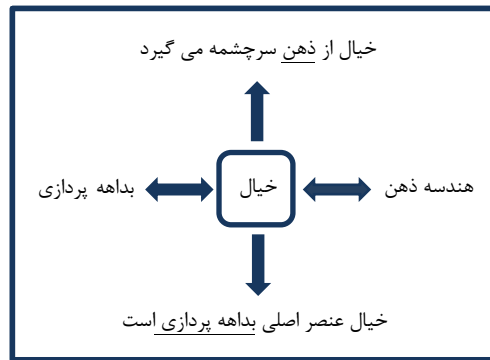 خیال از ذهن سرچشمه می گیرد
هندسه ذهن
خیال
بداهه پردازی
خیال عنصر اصلی بداهه پردازی است